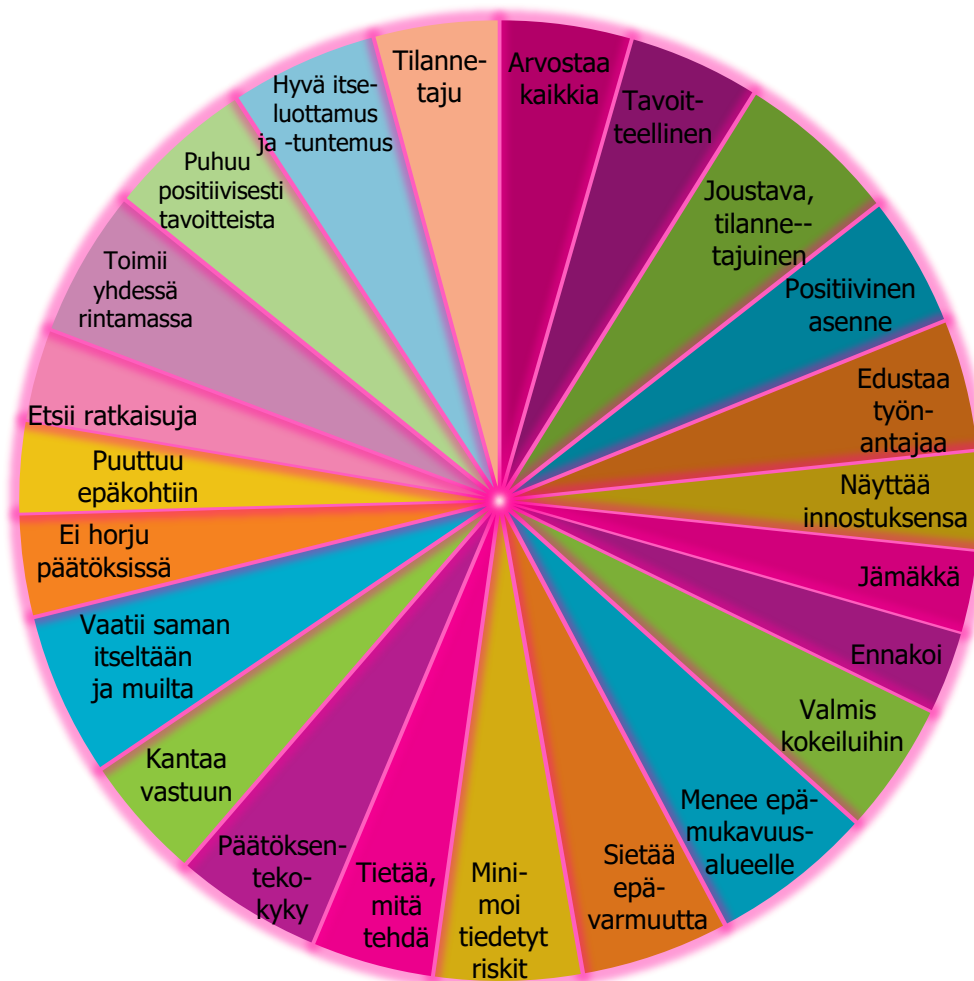 Arvostaa
kaikkia
Tavoit-
teellinen
Joustava,
tilanne--
tajuinen
Positiivinen
asenne
Edustaa
työn-
antajaa
Näyttää
innostuksensa
Jämäkkä
Ennakoi
Valmis
kokeiluihin
Menee epä-
mukavuus-
alueelle
Sietää
epä-
varmuutta
Mini-
moi
tiedetyt
riskit
Tietää,
mitä
tehdä
Päätöksen-
teko-
kyky
Kantaa
vastuun
Vaatii saman
itseltään
ja muilta
Ei horju
päätöksissä
Puuttuu
epäkohtiin
Etsii ratkaisuja
Toimii
yhdessä
rintamassa
Puhuu
positiivisesti
tavoitteista
Hyvä itse-
luottamus
ja -tuntemus
Tilanne-
taju